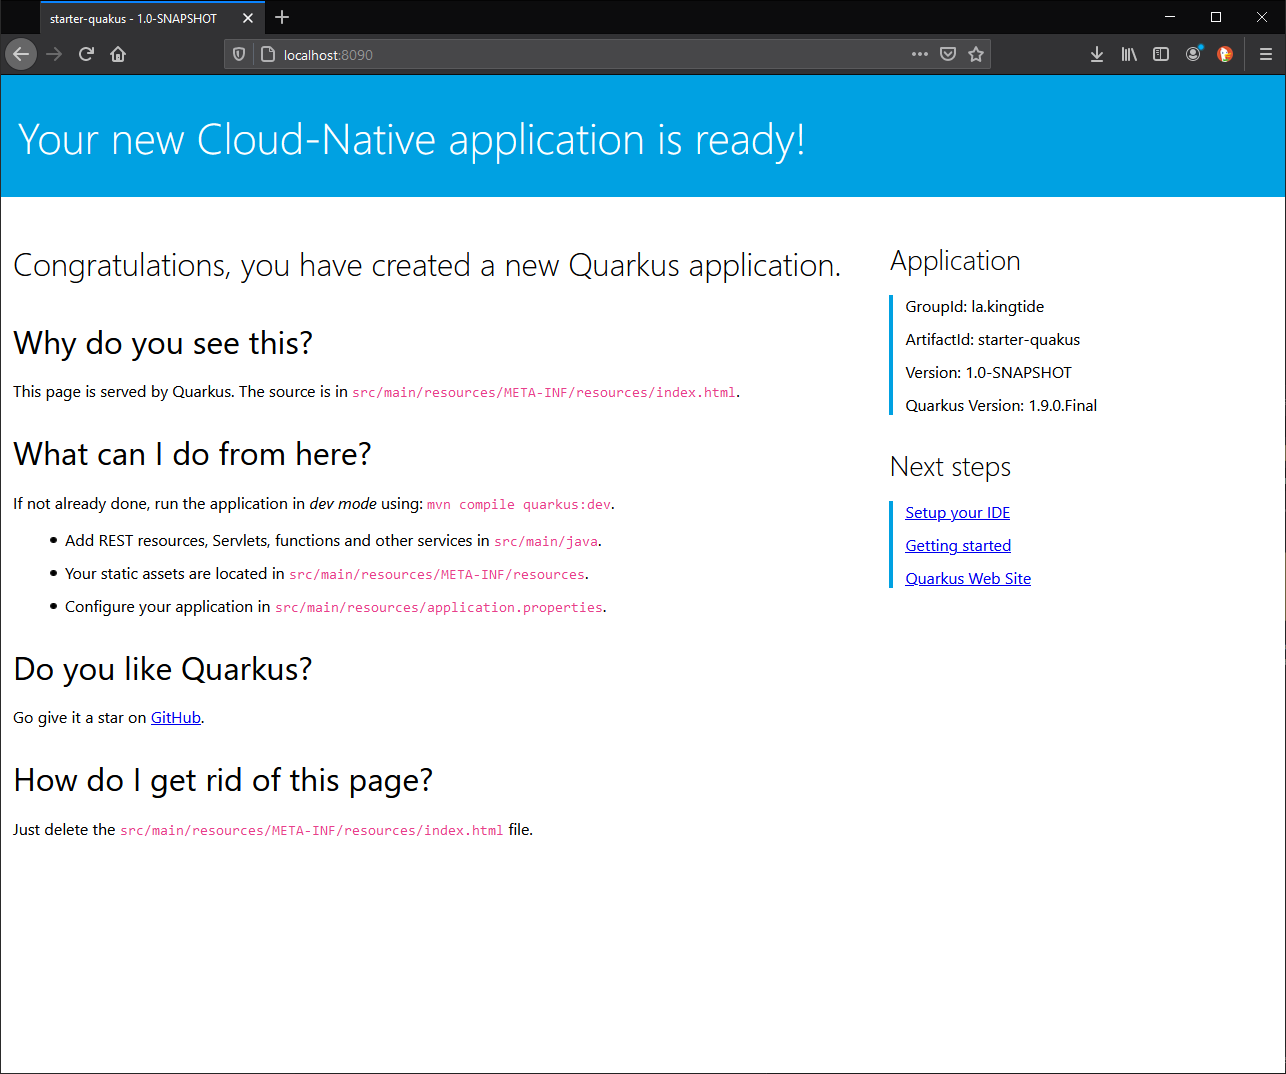 starter-quakus - 1.0-SNAPSHOT
localhost:8090
Your new Cloud-Native application is ready!
Congratulations, you have created a new Quarkus application.
Why do you see this?
This page is served by Quarkus. The source is in src/main/resources/META-INF/resources/index.html.
What can I do from here?
If not already done, run the application in dev mode using: mvn compile quarkus:dev.
Add REST resources, Servlets, functions and other services in src/main/java.
Your static assets are located in src/main/resources/META-INF/resources.
Configure your application in src/main/resources/application.properties.
Do you like Quarkus?
Go give it a star on GitHub.
How do I get rid of this page?
Just delete the src/main/resources/META-INF/resources/index.html file.
Application
GroupId: la.kingtide
ArtifactId: starter-quakus
Version: 1.0-SNAPSHOT
Quarkus Version: 1.9.0.Final
Next steps
Setup your IDE
Getting started
Quarkus Web Site